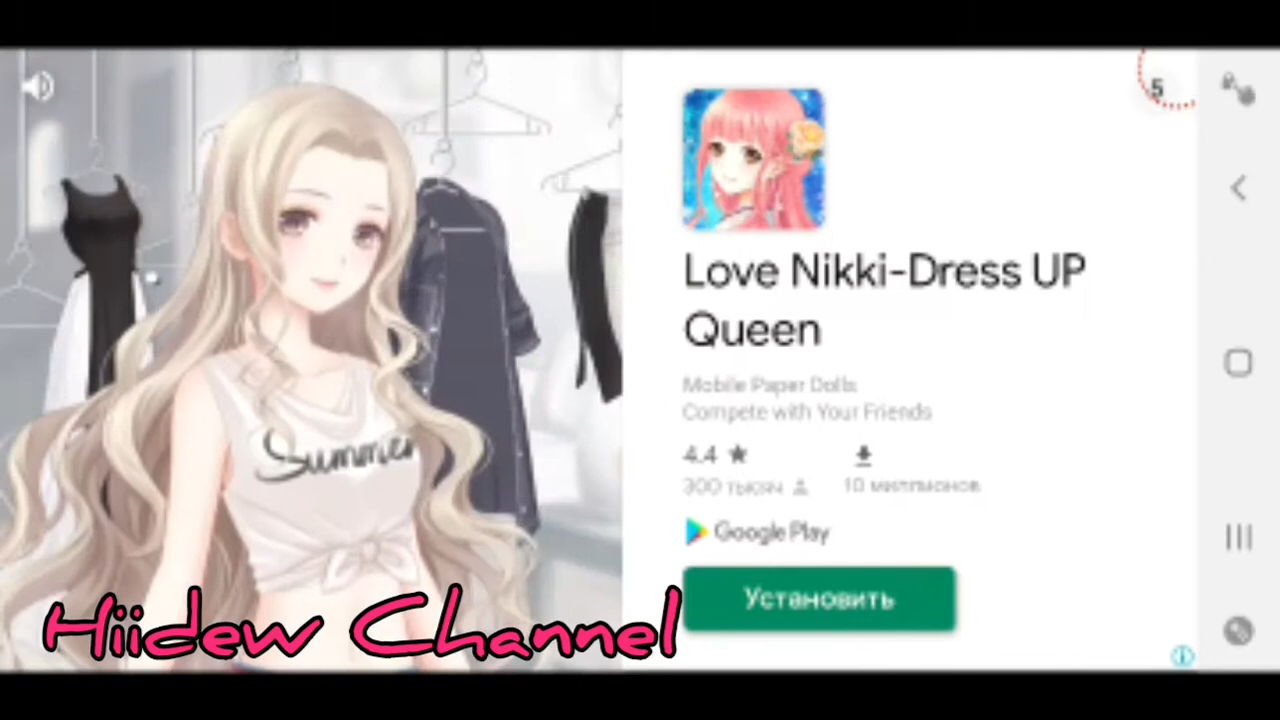 5
Summer
Love Nikki-Dress UP
Queen
Mobile Paper Dolls
Compete with Your Friends
4.4 ★
300 тысяч
10 миллионов
Google Play
Установить
Hiidew Channel